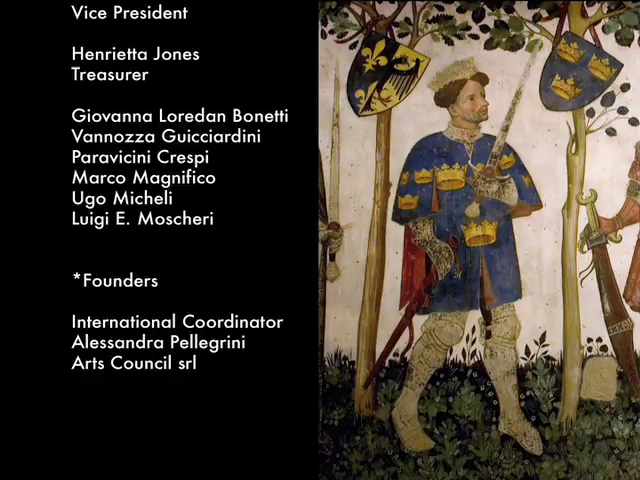 Vice President
Henrietta Jones
Treasurer
Giovanna Loredan Bonetti
Vannozza Guicciardini
Paravicini Crespi
Marco Magnifico
Ugo Micheli
Luigi E. Moscheri
*Founders
International Coordinator
Alessandra Pellegrini
Arts Council srl